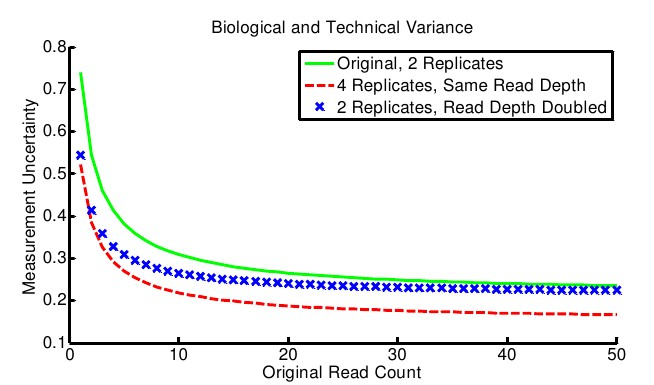 Biological and Technical Variance
Original, 2 Replicates
4 Replicates, Same Read Depth
2 Replicates, Read Depth Doubled
Measurement Uncertainty
0.8
0.7
0.6
0.5
0.4
0.3
0.2
0.1
0 10 20 30 40 50
Original Read Count